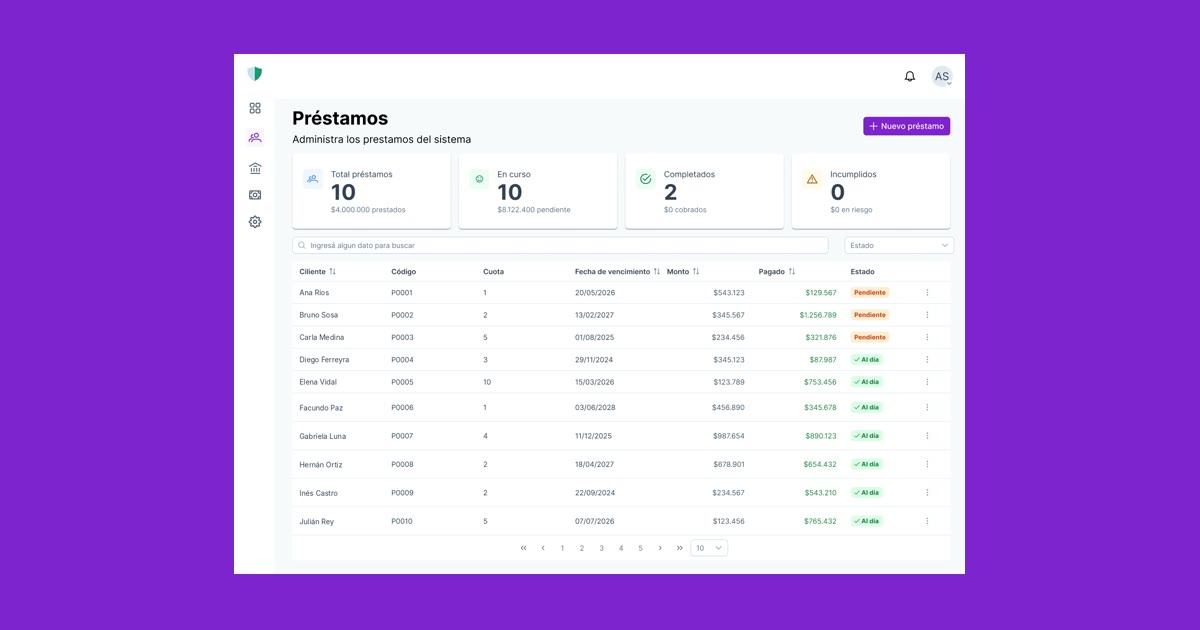 AS
Préstamos
Administra los prestamos del sistema
+ Nuevo préstamo
Total préstamos
10
$4.000.000 prestados
En curso
10
$8.122.400 pendiente
Completados
2
$0 cobrados
Incumplidos
0
$0 en riesgo
Ingresá algun dato para buscar
Estado
Ciliente Código Cuota Fecha de vencimiento Monto Pagado Estado
Ana Ríos P0001 1 20/05/2026 $543.123 $129.567 Pendiente
Bruno Sosa P0002 2 13/02/2027 $345.567 $1.256.789 Pendiente
Carla Medina P0003 5 01/08/2025 $234.456 $321.876 Pendiente
Diego Ferreyra P0004 3 29/11/2024 $345.123 $87.987 Al día
Elena Vidal P0005 10 15/03/2026 $123.789 $753.456 Al día
Facundo Paz P0006 1 03/06/2028 $456.890 $345.678 Al día
Gabriela Luna P0007 4 11/12/2025 $987.654 $890.123 Al día
Hernán Ortiz P0008 2 18/04/2027 $678.901 $654.432 Al día
Inés Castro P0009 2 22/09/2024 $234.567 $543.210 Al día
Julián Rey P0010 5 07/07/2026 $123.456 $765.432 Al día
« ‹ 1 2 3 4 5 › » 10